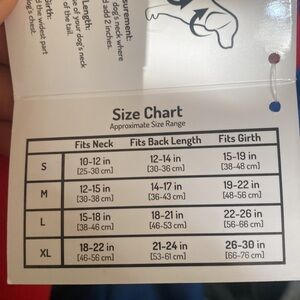 urement:
dog's neck where
d add 2 inches.
Length:
se of your dog's neck
of the tail.
Girth:
d the widest part
g's chest.
Size Chart
Approximate Size Range
Fits Neck Fits Back Length Fits Girth
S 10-12 in 12-14 in 15-19 in
[25-30 cm] [30-36 cm] [38-48 cm]
M 12-15 in 14-17 in 19-22 in
[30-38 cm] [36-43 cm] [48-56 cm]
L 15-18 in 18-21 in 22-26 in
[38-46 cm] [46-53 cm] [56-66 cm]
XL 18-22 in 21-24 in 26-30 in
[46-56 cm] [53-61 cm] [66-76 cm]